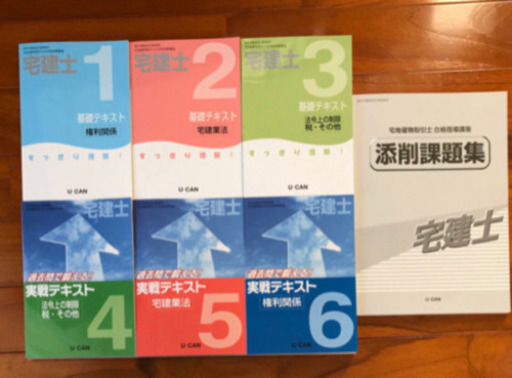 宅建士 1
基礎テキスト
権利関係
すっきり理解！
U-CAN
宅建士 2
基礎テキスト
宅建業法
すっきり理解！
U-CAN
宅建士 3
基礎テキスト
法令上の制限
税・その他
すっきり理解！
U-CAN
宅建士
過去問で鍛える！
実戦テキスト
法令上の制限
税・その他
4
U-CAN
宅建士
過去問で鍛える！
実戦テキスト
宅建業法
5
U-CAN
宅建士
過去問で鍛える！
実戦テキスト
権利関係
6
U-CAN
宅地建物取引士 合格指導講座
添削課題集
宅建士
U-CAN